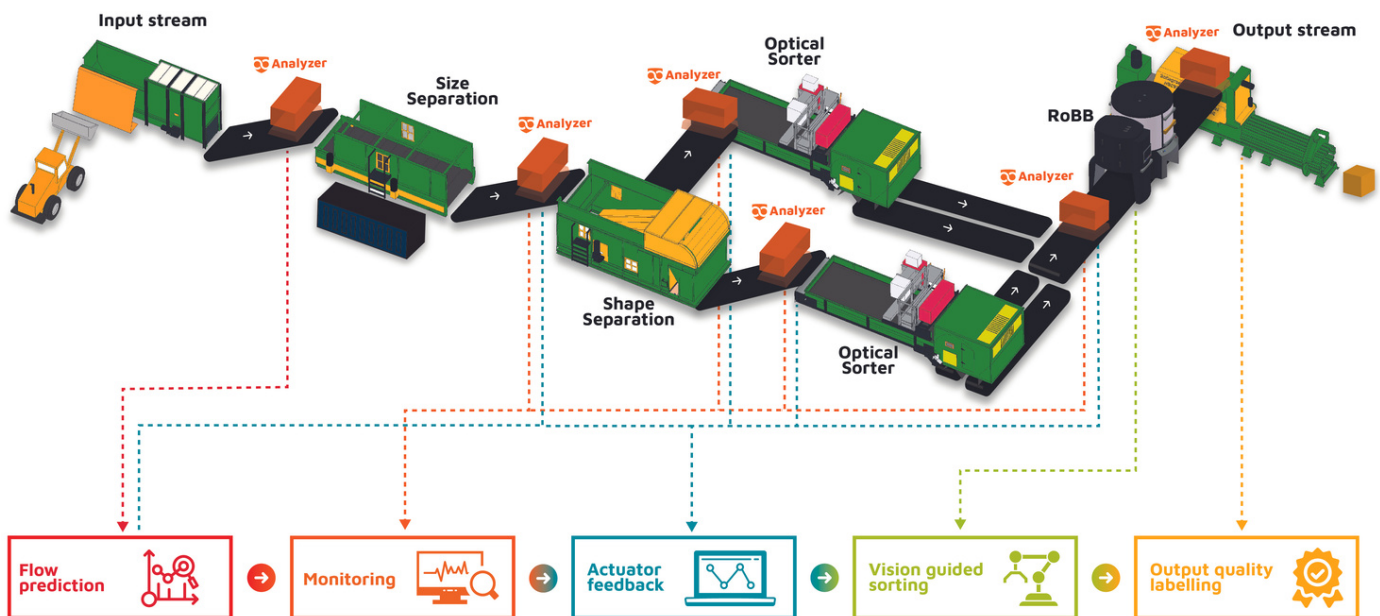 Input stream
Analyzer
Size
Separation
Analyzer
Analyzer
Optical
Sorter
Shape
Separation
Analyzer
Optical
Sorter
Analyzer
RoBB
Analyzer
Output stream
Flow
prediction
Monitoring
Actuator
feedback
Vision guided
sorting
Output quality
labelling